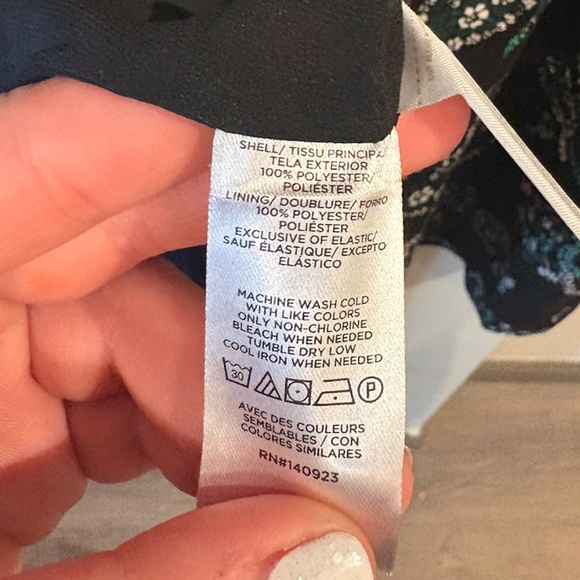 SHELL/ TISSU PRINCIPA
TELA EXTERIOR
100% POLYESTER/
POLIÉSTER
LINING/ DOUBLURE/ FORRO
100% POLYESTER/
POLIÉSTER
EXCLUSIVE OF ELASTIC/
SAUF ÉLASTIQUE/ EXCEPTO
ELÁSTICO
MACHINE WASH COLD
WITH LIKE COLORS
ONLY NON-CHLORINE
BLEACH WHEN NEEDED
TUMBLE DRY LOW
COOL IRON WHEN NEEDED
30 P
AVEC DES COULEURS
SEMBLABLES / CON
COLORES SIMILARES
RN#140923